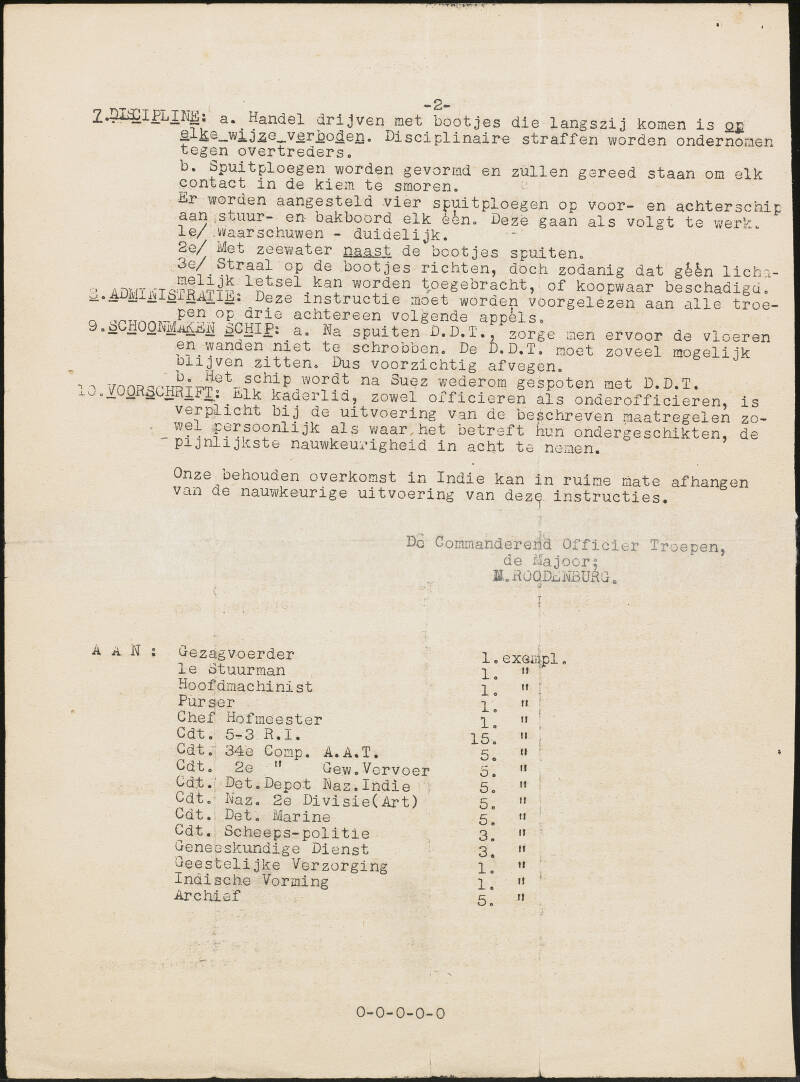 -2-
7.DISCIPLINE: a. Handel drijven met bootjes die langszij komen is op
elke wijze verboden. Disciplinaire straffen worden ondernomen
tegen overtreders.
b. Spuitploegen worden gevormd en zullen gereed staan om elk
contact in de kiem te smoren.
Er worden aangesteld vier spuitploegen op voor- en achterschip
aan stuur- en bakboord elk één. Deze gaan als volgt te werk.
1e/ Waarschuwen - duidelijk.
2e/ Met zeewater naast de bootjes spuiten.
3e/ Straal op de bootjes richten, doch zodanig dat géén licha-
melijk letsel kan worden toegebracht, of koopwaar beschadigd.
8.ADMINISTRATIE: Deze instructie moet worden voorgelezen aan alle troe-
pen op drie achtereen volgende appèls.
9.SCHOONMAKEN SCHIP: a. Na spuiten D.D.T., zorge men ervoor de vloeren
en wanden niet te schrobben. De D.D.T. moet zoveel mogelijk
blijven zitten. Dus voorzichtig afvegen.
b. Het schip wordt na Suez wederom gespoten met D.D.T.
10.VOORSCHRIFT: Elk kaderlid, zowel officieren als onderofficieren, is
verplicht bij de uitvoering van de beschreven maatregelen zo-
wel persoonlijk als waar het betreft hun ondergeschikten, de
pijnlijkste nauwkeurigheid in acht te nemen.
Onze behouden overkomst in Indie kan in ruime mate afhangen
van de nauwkeurige uitvoering van deze instructies.
De Commanderend Officier Troepen,
de Majoor;
M.ROODENBURG.
A A N : Gezagvoerder 1. exempl.
1e Stuurman 1. "
Hoofdmachinist 1. "
Purser 1. "
Chef Hofmeester 1. "
Cdt. 5-3 R.I. 15. "
Cdt. 34e Comp. A.A.T. 5. "
Cdt. 2e " Gew.Vervoer 5. "
Cdt. Det.Depot Naz.Indie 5. "
Cdt. Naz. 2e Divisie(Art) 5. "
Cdt. Det. Marine 5. "
Cdt. Scheeps-politie 3. "
Geneeskundige Dienst 3. "
Geestelijke Verzorging 1. "
Indische Vorming 1. "
Archief 5. "
0-0-0-0-0